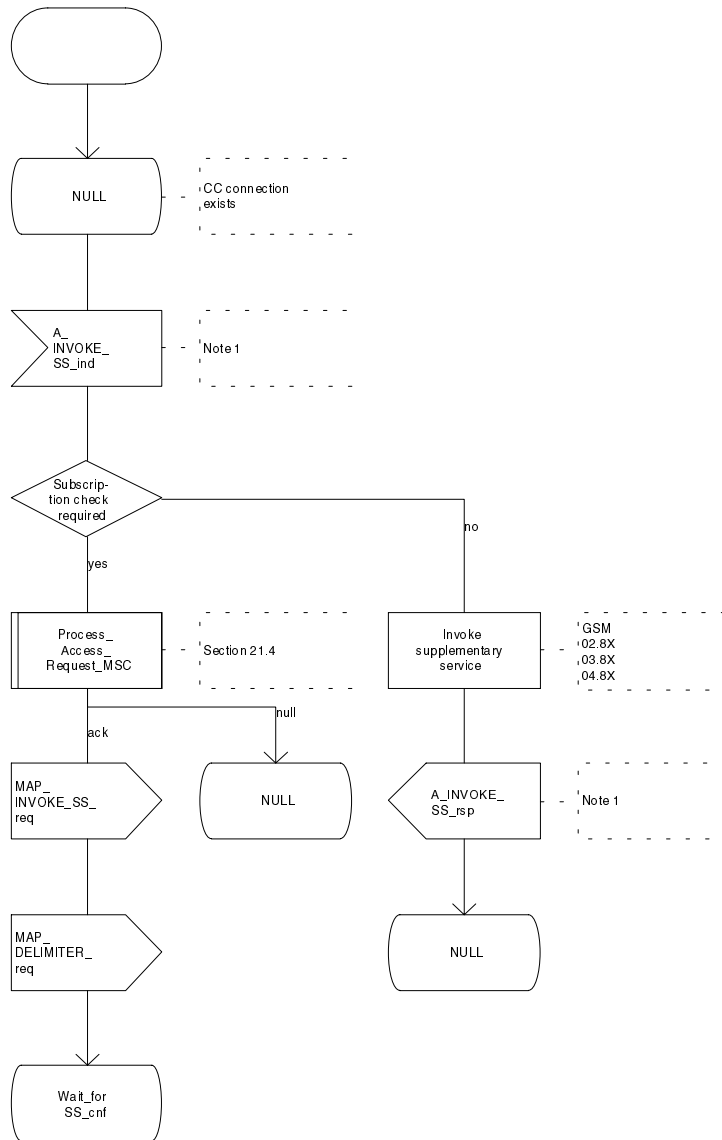 NULL
CC connection
exists
A_
INVOKE_
SS_ind
Note 1
Subscrip-
tion check
required
no
yes
Process_
Access_
Request_MSC
Section 21.4
Invoke
supplementary
service
GSM
02.8X
03.8X
04.8X
null
ack
MAP_
INVOKE_SS_
req
NULL
A_INVOKE_
SS_rsp
Note 1
MAP_
DELIMITER_
req
NULL
Wait_for
SS_cnf